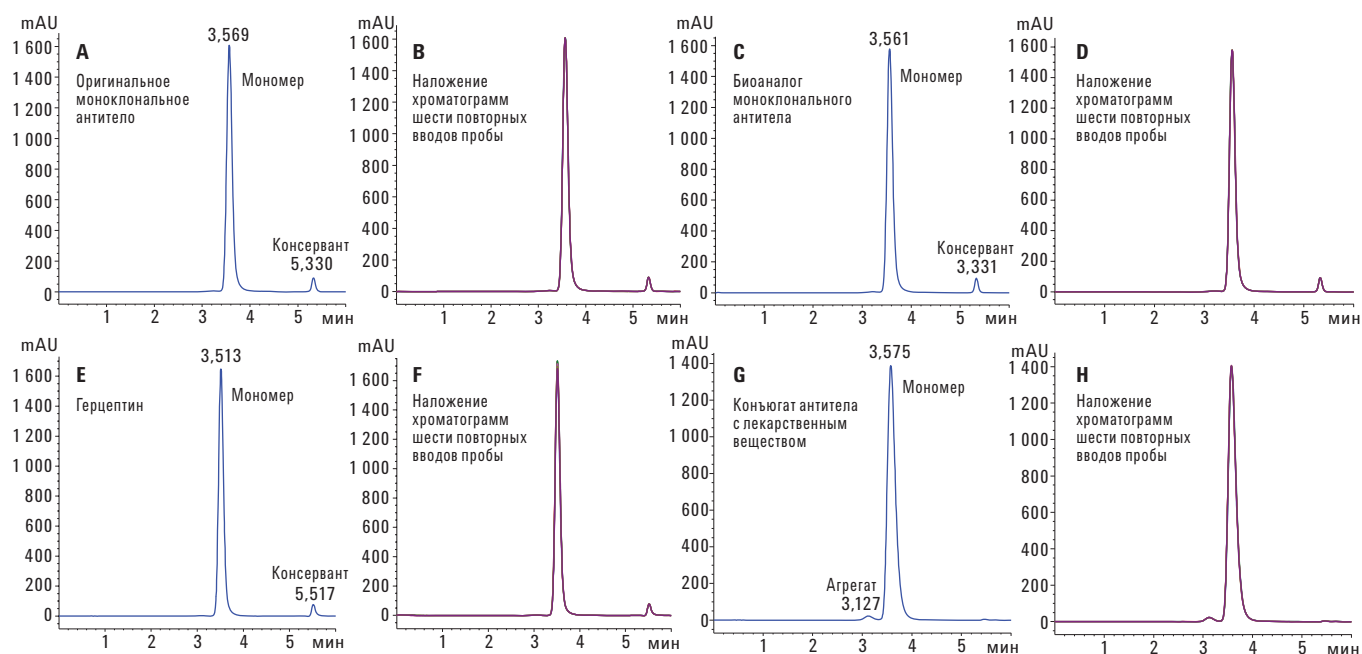 mAU
1 600
1 400
1 200
1 000
800
600
400
200
0
A
Оригинальное
моноклональное
антитело
3,569
Мономер
Консервант
5,330
1 2 3 4 5 мин
mAU
1 600
1 400
1 200
1 000
800
600
400
200
0
B
Наложение
хроматограмм
шести повторных
вводов пробы
1 2 3 4 5 мин
mAU
1 600
1 400
1 200
1 000
800
600
400
200
0
C
Биоаналог
моноклонального
антитела
3,561
Мономер
Консервант
3,331
1 2 3 4 5 мин
mAU
1 600
1 400
1 200
1 000
800
600
400
200
0
D
Наложение
хроматограмм
шести повторных
вводов пробы
1 2 3 4 5 мин
mAU
1 600
1 400
1 200
1 000
800
600
400
200
0
E
Герцептин
3,513
Мономер
Консервант
5,517
1 2 3 4 5 мин
mAU
1 600
1 400
1 200
1 000
800
600
400
200
0
F
Наложение
хроматограмм
шести повторных
вводов пробы
1 2 3 4 5 мин
mAU
1 400
1 200
1 000
800
600
400
200
0
G
Конъюгат антитела
с лекарственным
веществом
3,575
Мономер
Агрегат
3,127
1 2 3 4 5 мин
mAU
1 400
1 200
1 000
800
600
400
200
0
H
Наложение
хроматограмм
шести повторных
вводов пробы
1 2 3 4 5 мин